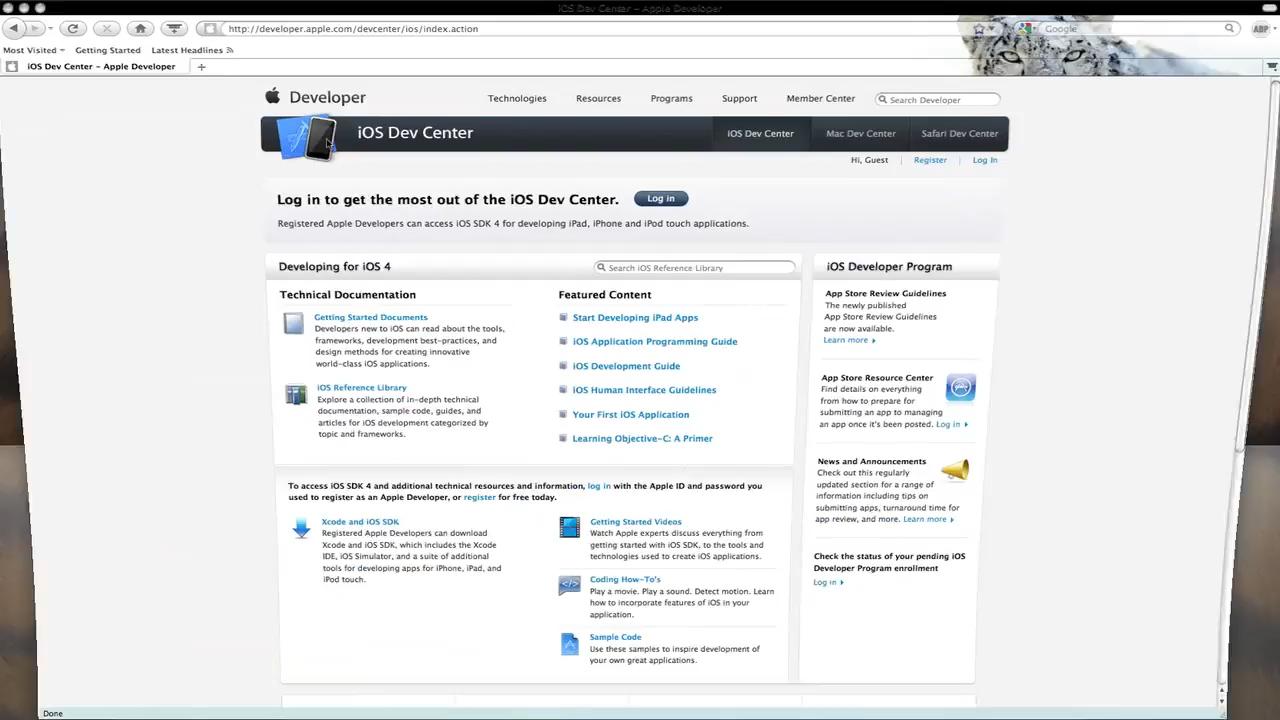 iOS Dev Center – Apple Developer
http://developer.apple.com/devcenter/ios/index.action
Google
ABP
Most Visited
Getting Started
Latest Headlines
iOS Dev Center – Apple Developer
Developer
Technologies
Resources
Programs
Support
Member Center
Search Developer
iOS Dev Center
iOS Dev Center
Mac Dev Center
Safari Dev Center
Hi, Guest
Register
Log In
Log in to get the most out of the iOS Dev Center.
Log in
Registered Apple Developers can access iOS SDK 4 for developing iPad, iPhone and iPod touch applications.
Developing for iOS 4
Search iOS Reference Library
Technical Documentation
Getting Started Documents
Developers new to iOS can read about the tools,
frameworks, development best-practices, and
design methods for creating innovative
world-class iOS applications.
iOS Reference Library
Explore a collection of in-depth technical
documentation, sample code, guides, and
articles for iOS development categorized by
topic and frameworks.
Featured Content
Start Developing iPad Apps
iOS Application Programming Guide
iOS Development Guide
iOS Human Interface Guidelines
Your First iOS Application
Learning Objective-C: A Primer
To access iOS SDK 4 and additional technical resources and information, log in with the Apple ID and password you
used to register as an Apple Developer, or register for free today.
Xcode and iOS SDK
Registered Apple Developers can download
Xcode and iOS SDK, which includes the Xcode
IDE, iOS Simulator, and a suite of additional
tools for developing apps for iPhone, iPad, and
iPod touch.
Getting Started Videos
Watch Apple experts discuss everything from
getting started with iOS SDK, to the tools and
technologies used to create iOS applications.
Coding How-To's
Play a movie. Play a sound. Detect motion. Learn
how to incorporate features of iOS in your
application.
Sample Code
Use these samples to inspire development of
your own great applications.
iOS Developer Program
App Store Review Guidelines
The newly published
App Store Review Guidelines
are now available.
Learn more
App Store Resource Center
Find details on everything
from how to prepare for
submitting an app to managing
an app once it's been posted. Log in
News and Announcements
Check out this regularly
updated section for a range of
information including tips on
submitting apps, turnaround time for
app review, and more. Learn more
Check the status of your pending iOS
Developer Program enrollment
Log in
Done